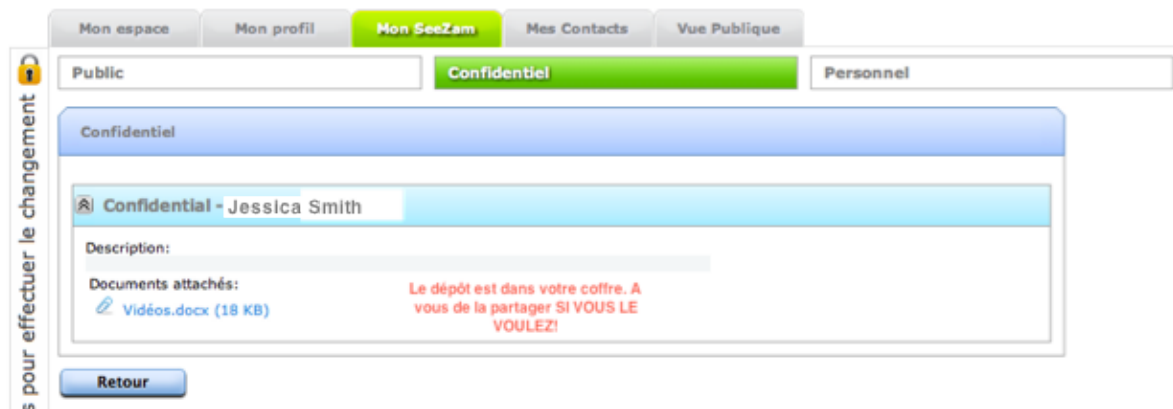 Mon espace Mon profil Mon SeeZam Mes Contacts Vue Publique
Public Confidentiel Personnel
Confidentiel
Confidential - Jessica Smith
Description:
Documents attachés:
Vidéos.docx (18 KB)
Le dépôt est dans votre coffre. A
vous de la partager SI VOUS LE
VOULEZ!
Retour
pour effectuer le changement